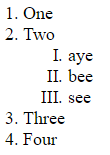 1. One
2. Two
I. aye
II. bee
III. see
3. Three
4. Four